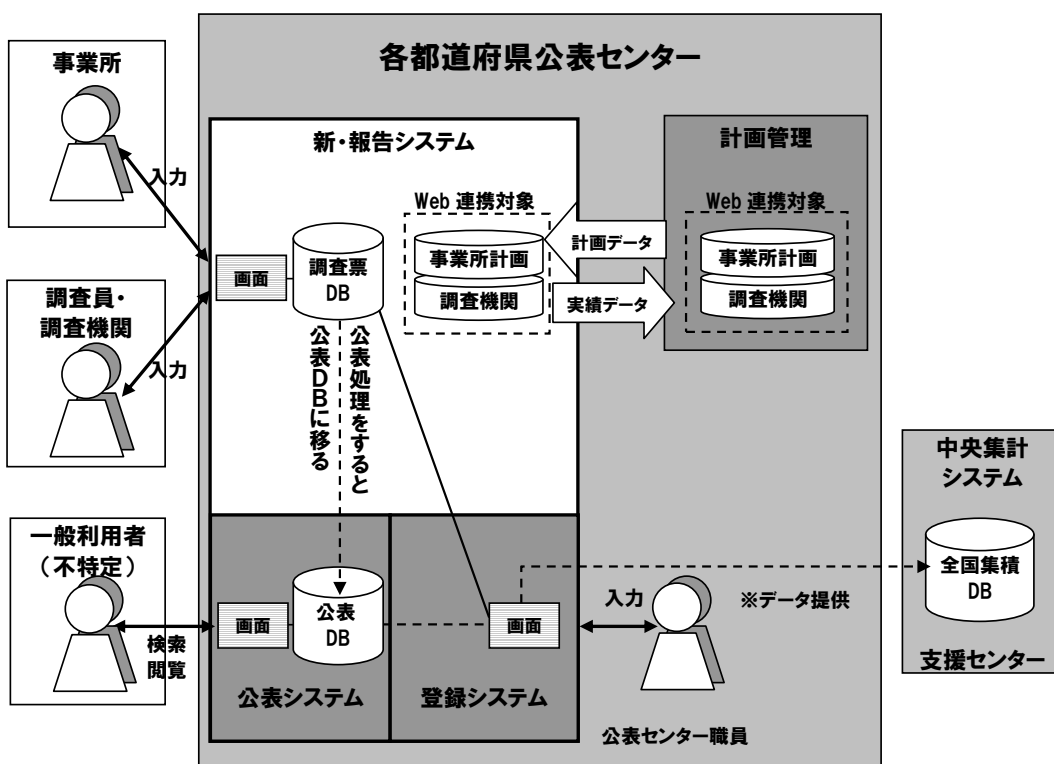 各都道府県公表センター
事業所
入力
調査員・
調査機関
入力
一般利用者
（不特定）
検索
閲覧
新・報告システム
画面
調査票
DB
Web 連携対象
事業所計画
調査機関
計画データ
実績データ
計画管理
Web 連携対象
事業所計画
調査機関
公表処理をすると
公表DBに移る
画面
公表
DB
公表システム
画面
登録システム
入力
公表センター職員
※データ提供
中央集計
システム
全国集積
DB
支援センター